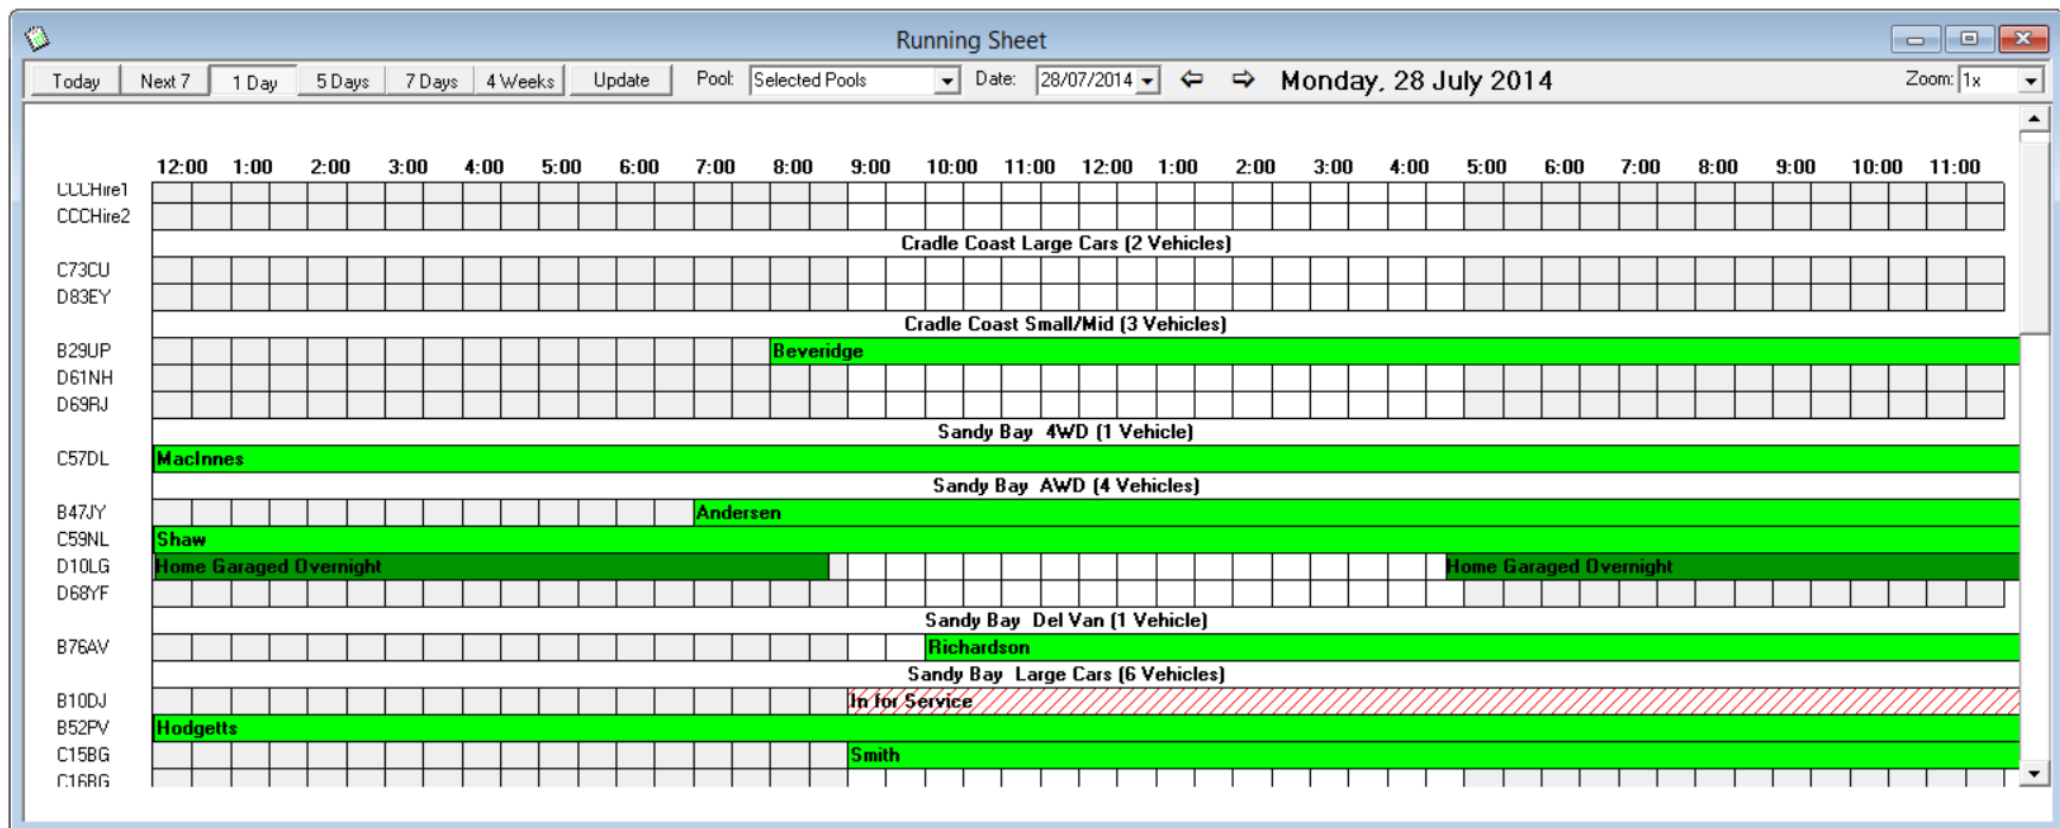 Running Sheet
Today Next 7 1 Day 5 Days 7 Days 4 Weeks Update Pool: Selected Pools Date: 28/07/2014 Monday, 28 July 2014 Zoom: 1x
12:00 1:00 2:00 3:00 4:00 5:00 6:00 7:00 8:00 9:00 10:00 11:00 12:00 1:00 2:00 3:00 4:00 5:00 6:00 7:00 8:00 9:00 10:00 11:00
CCCHire1
CCCHire2
Cradle Coast Large Cars (2 Vehicles)
C73CU
D83EY
Cradle Coast Small/Mid (3 Vehicles)
B29UP Beveridge
D61NH
D69RJ
Sandy Bay 4WD (1 Vehicle)
C57DL MacInnes
Sandy Bay AWD (4 Vehicles)
B47JY Andersen
C59NL Shaw
D10LG Home Garaged Overnight Home Garaged Overnight
D68YF
Sandy Bay Del Van (1 Vehicle)
B76AV Richardson
Sandy Bay Large Cars (6 Vehicles)
B10DJ In for Service
B52PV Hodgetts
C15BG Smith
C16BG